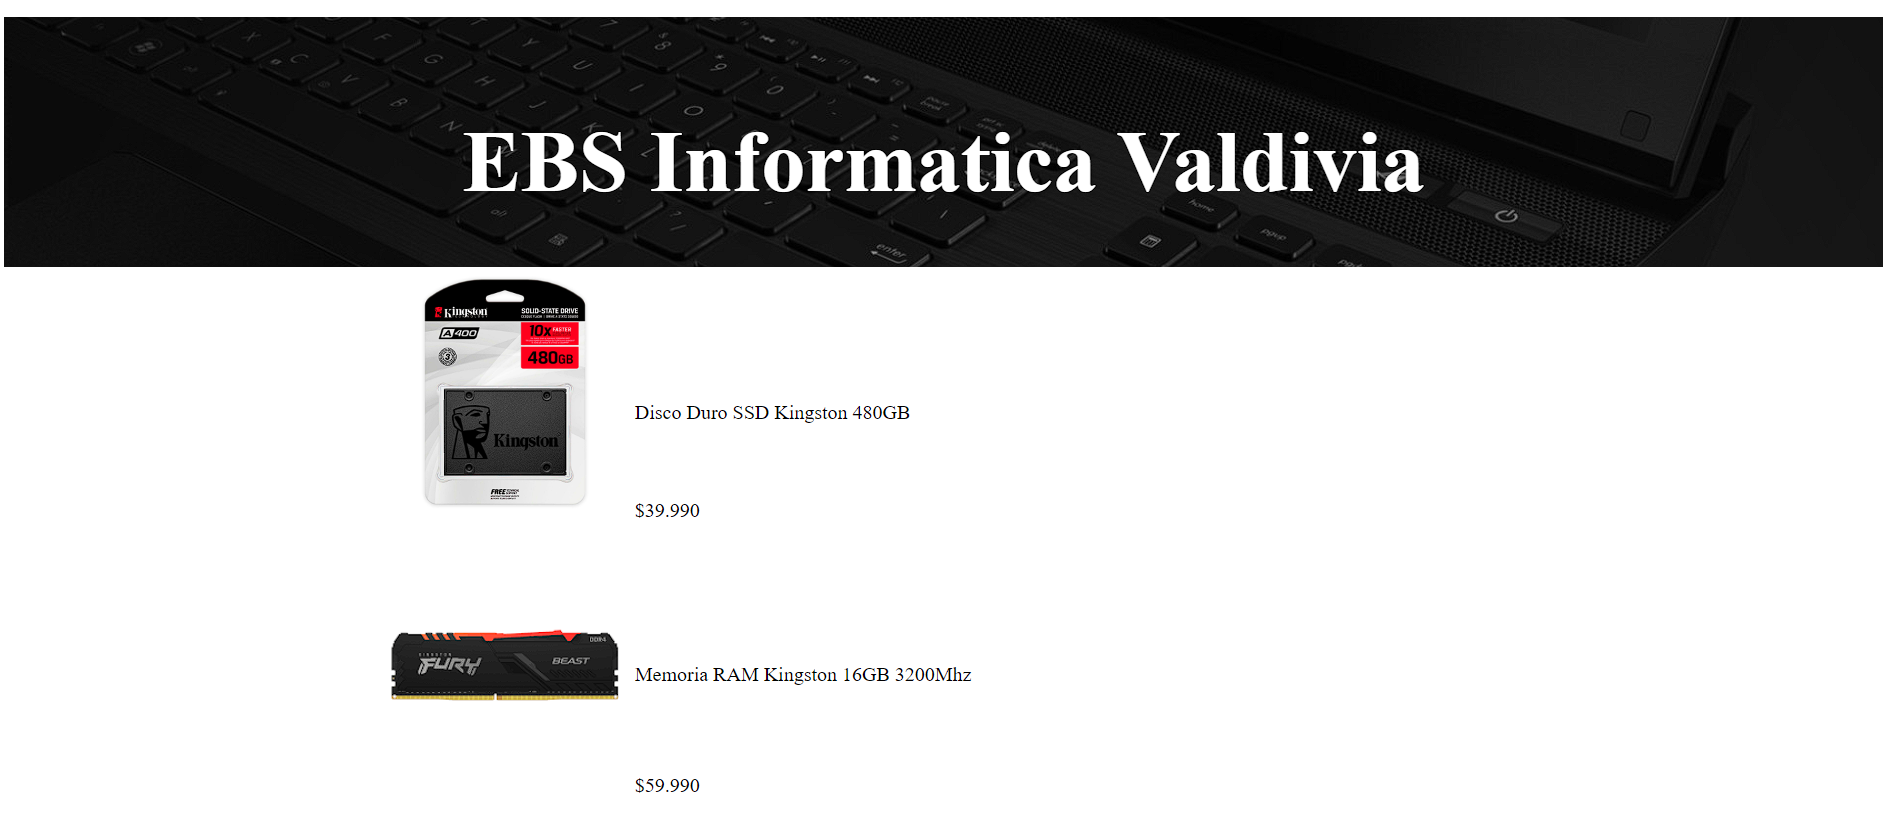 EBS Informatica Valdivia
Kingston
SOLID-STATE DRIVE
A400
10x FASTER
480GB
Kingston
FREE
Disco Duro SSD Kingston 480GB
$39.990
DDR4
KINGSTON
FURY
BEAST
Memoria RAM Kingston 16GB 3200Mhz
$59.990